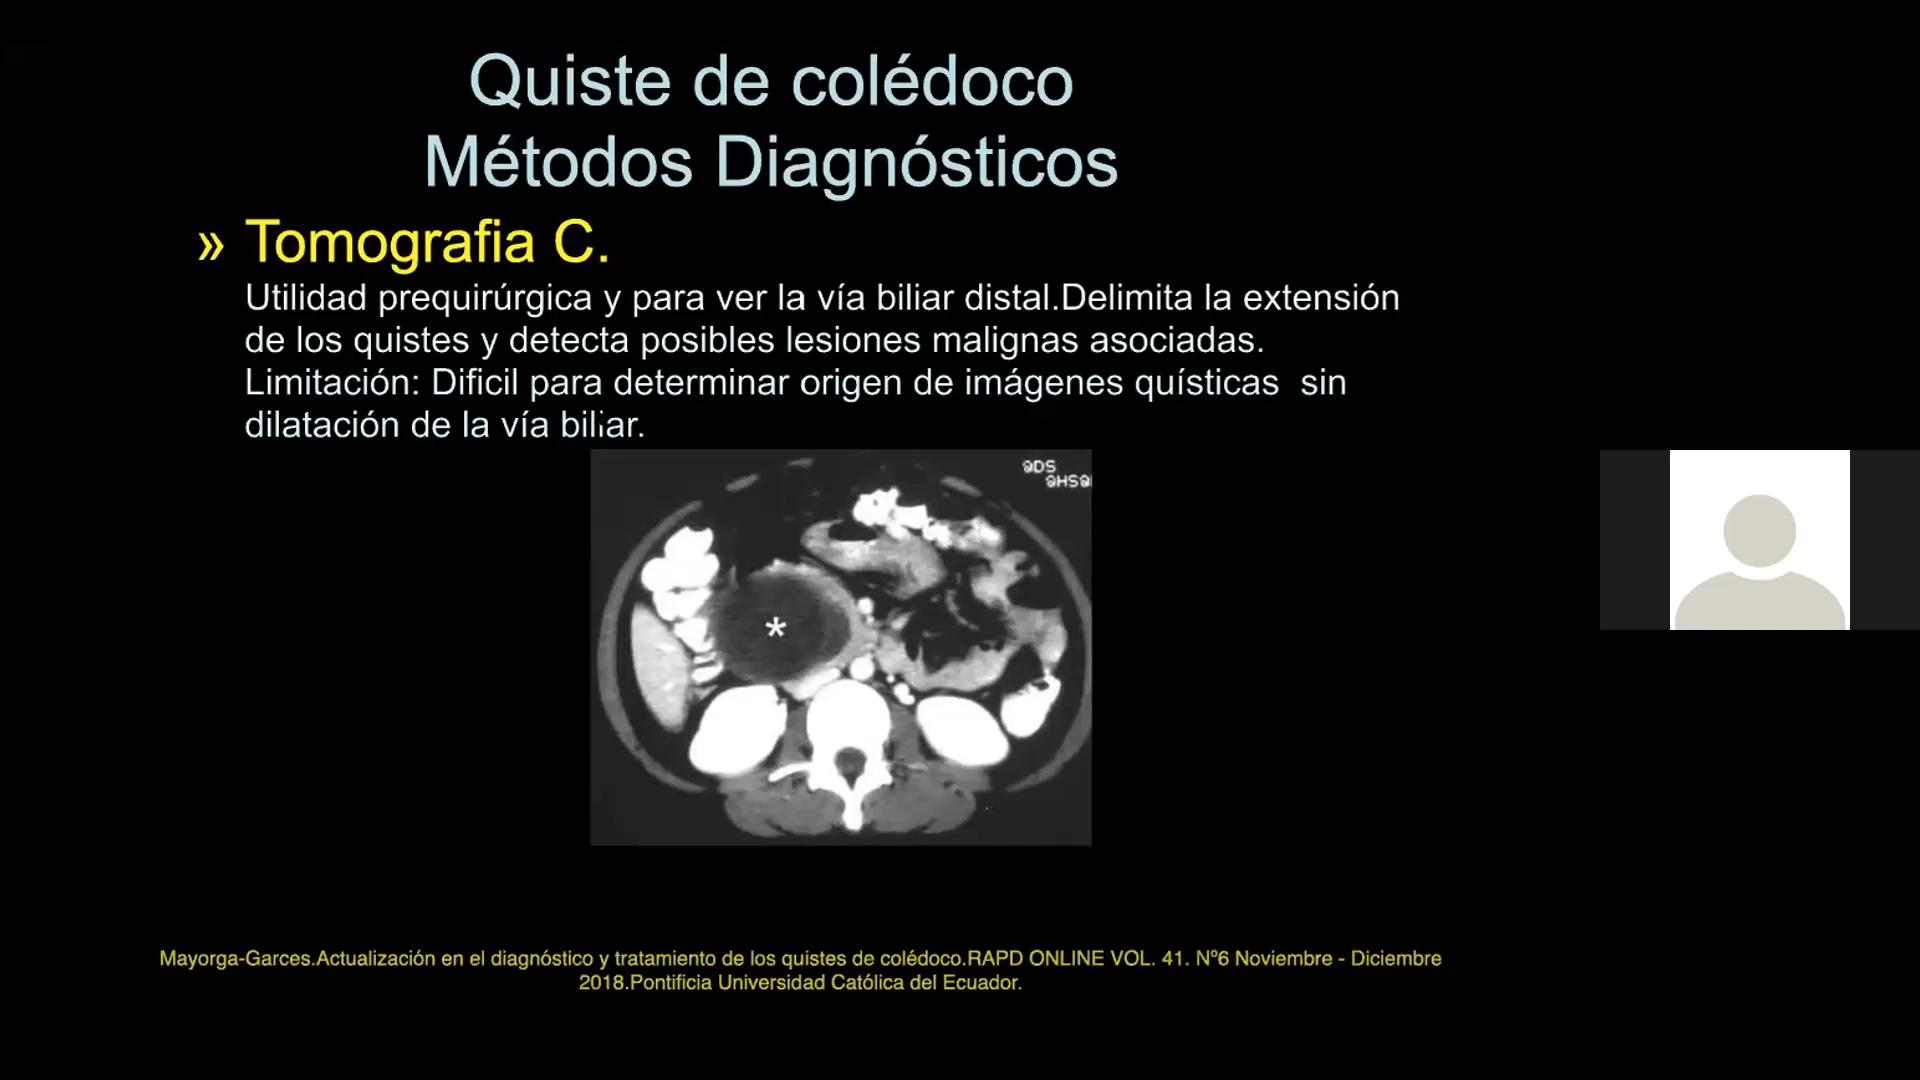 Quiste de colédoco
Métodos Diagnósticos
» Tomografia C.
Utilidad prequirúrgica y para ver la vía biliar distal.Delimita la extensión
de los quistes y detecta posibles lesiones malignas asociadas.
Limitación: Dificil para determinar origen de imágenes quísticas sin
dilatación de la vía biliar.
*
Mayorga-Garces.Actualización en el diagnóstico y tratamiento de los quistes de colédoco.RAPD ONLINE VOL. 41. Nº6 Noviembre - Diciembre
2018.Pontificia Universidad Católica del Ecuador.